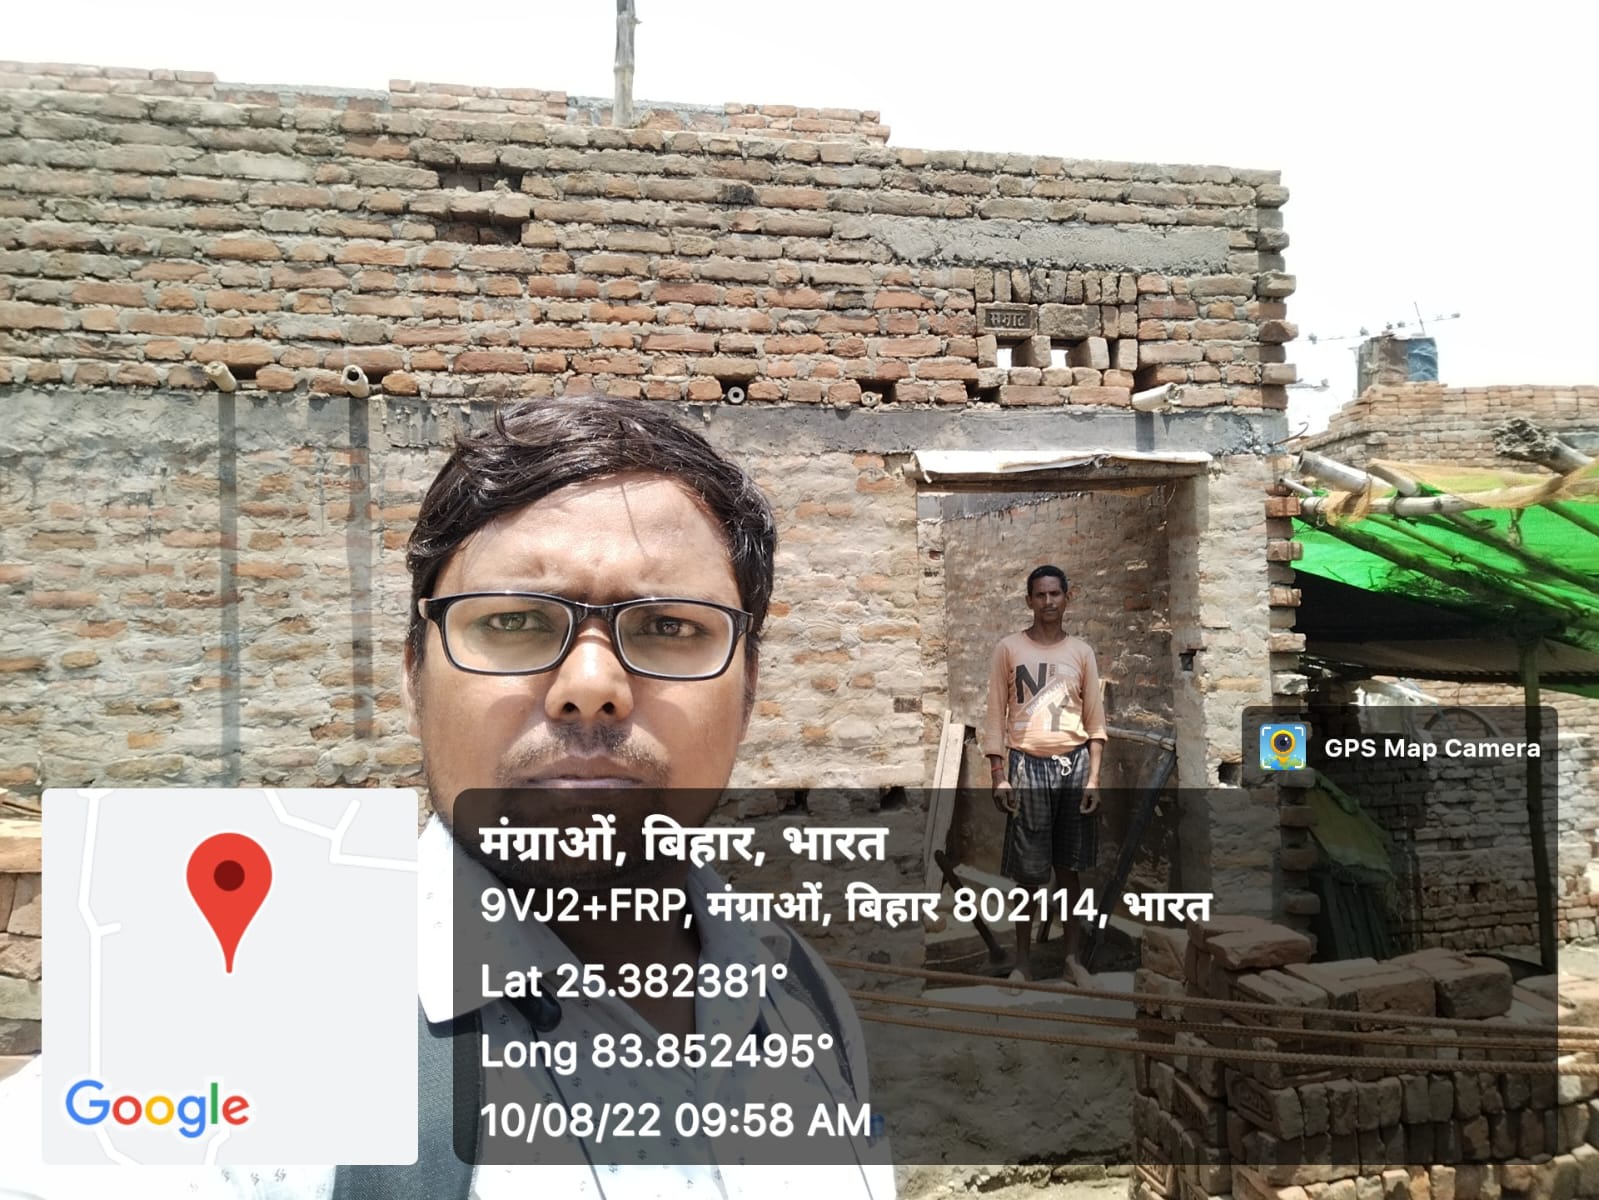 सम्राट
N
Y
GPS Map Camera
मंग्राओं, बिहार, भारत
9VJ2+FRP, मंग्राओं, बिहार 802114, भारत
Lat 25.382381°
Long 83.852495°
10/08/22 09:58 AM
Google